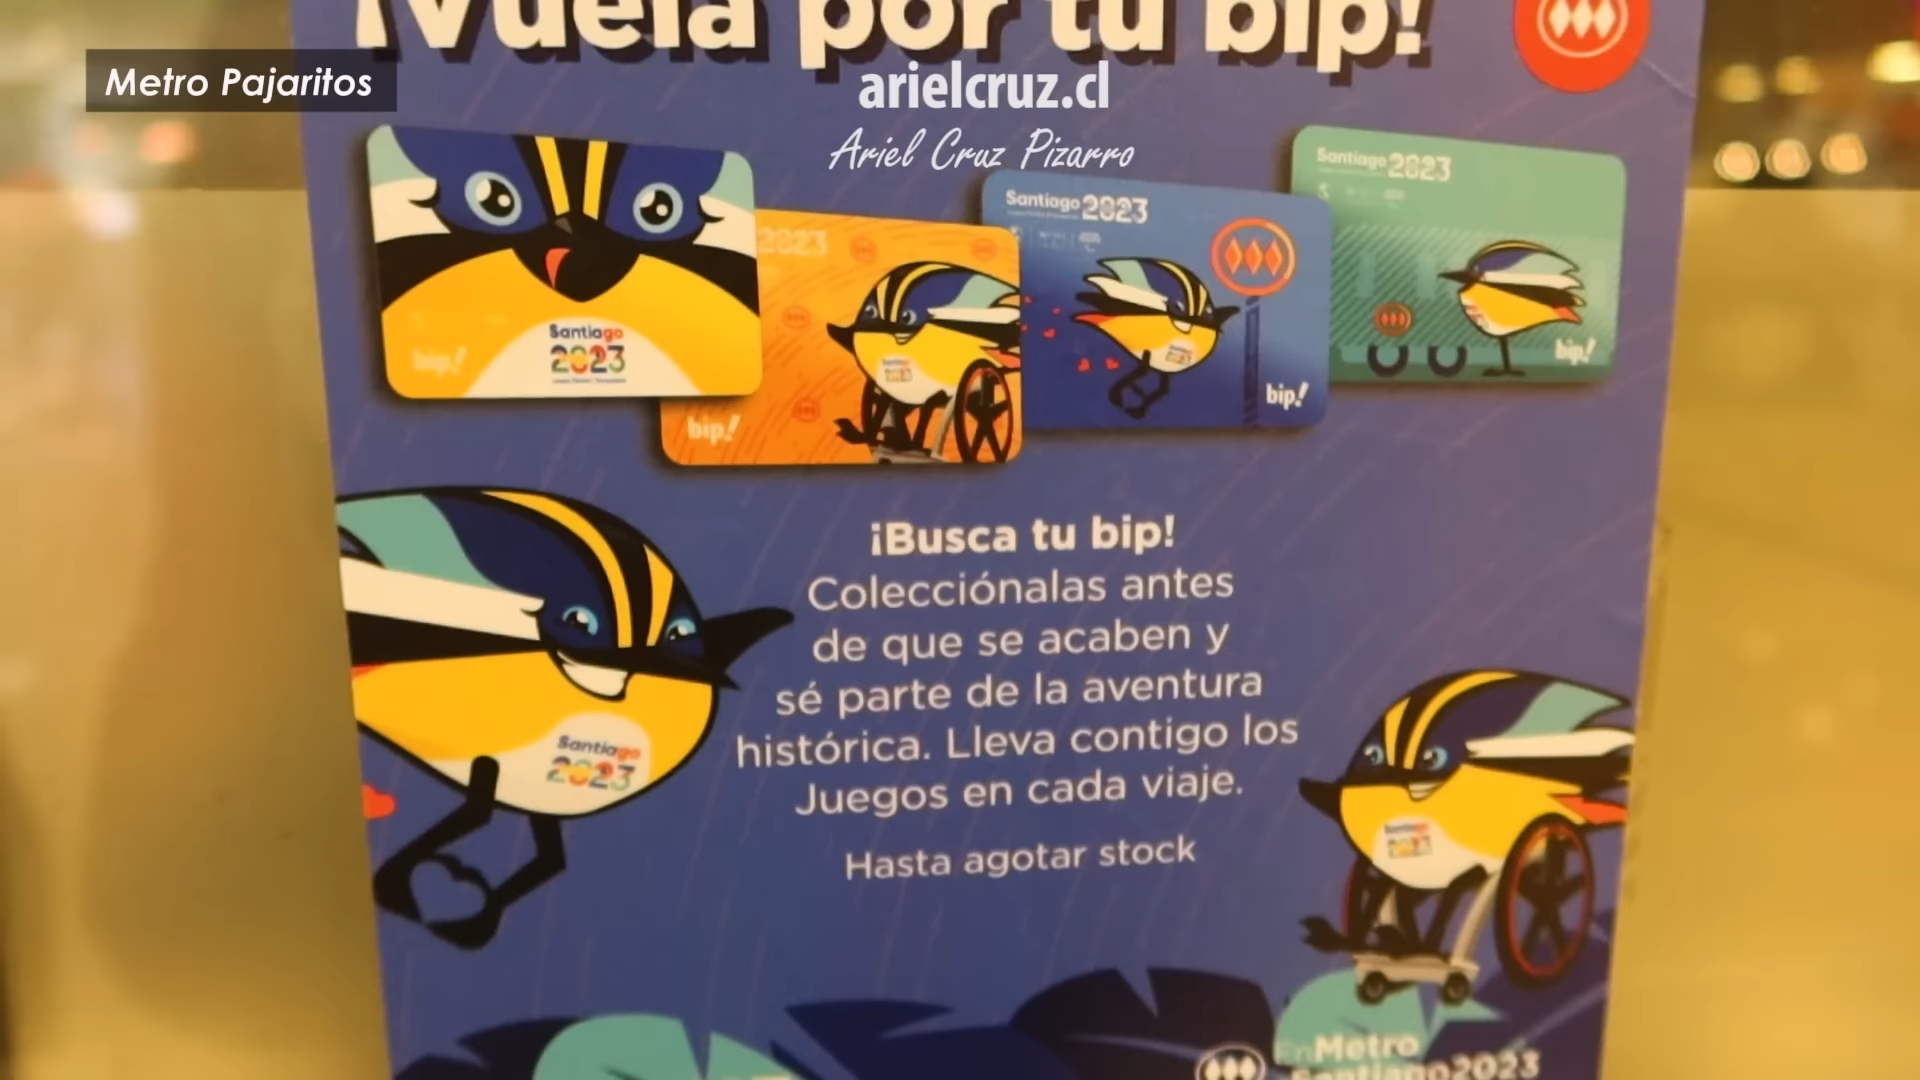 ¡Vuela por tu bip!
Metro Pajaritos
arielcruz.cl
Ariel Cruz Pizarro
Santiago 2023
Santiago 2023
2023
Santiago
2023
bip!
bip!
bip!
bip!
¡Busca tu bip!
Colecciónalas antes
de que se acaben y
sé parte de la aventura
histórica. Lleva contigo los
Juegos en cada viaje.
Hasta agotar stock
Santiago
2023
Santiago
2023
EnMetro
Santiago2023